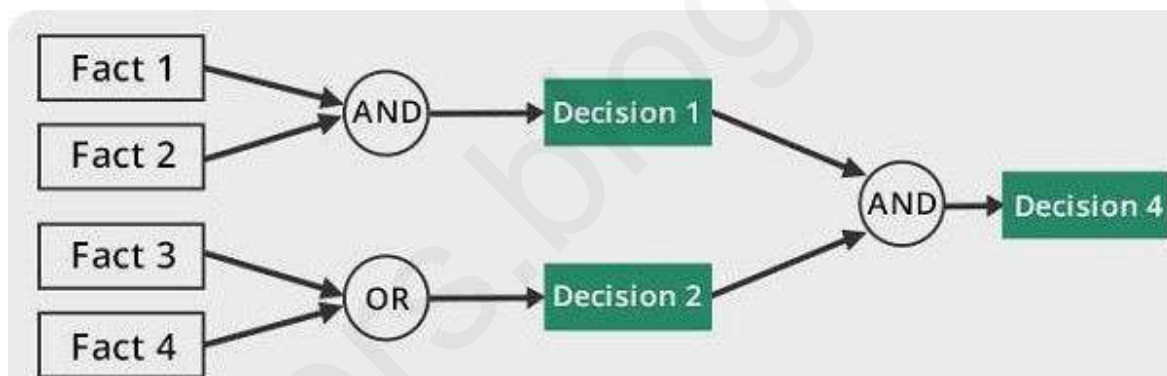 Fact 1
Fact 2
AND
Decision 1
Fact 3
Fact 4
OR
Decision 2
AND
Decision 4